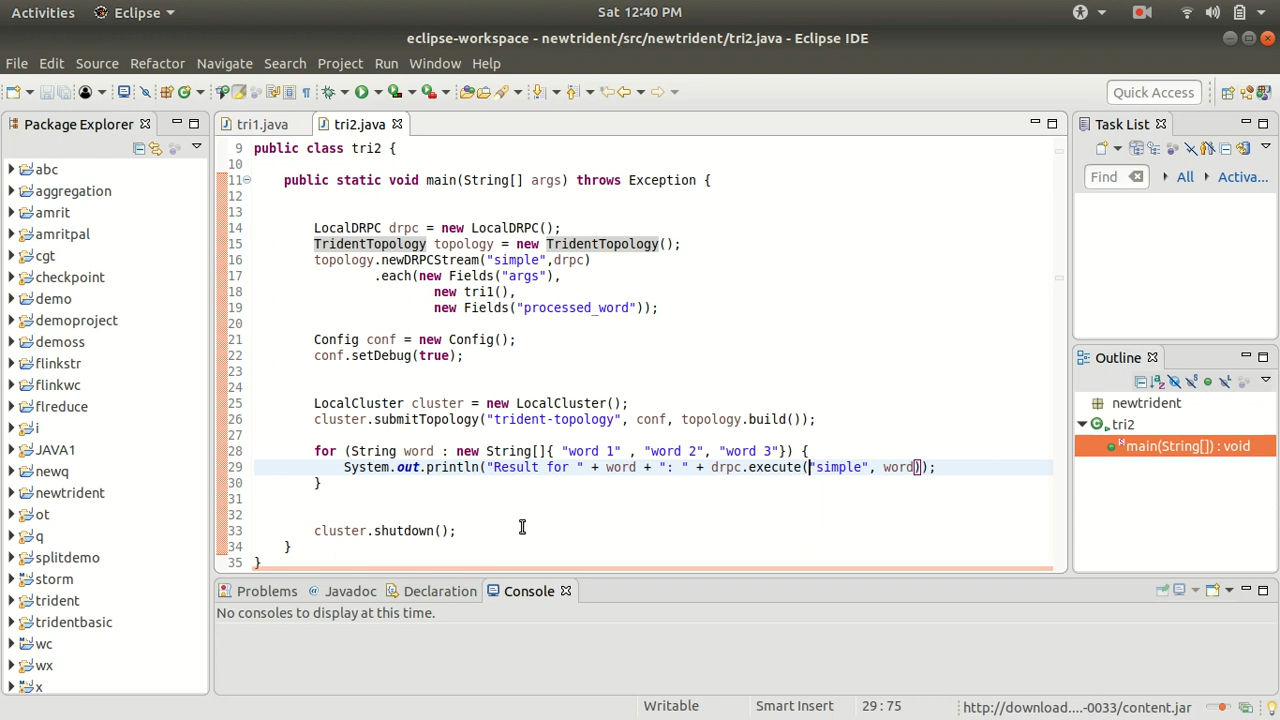 Activities Eclipse Sat 12:40 PM
eclipse-workspace - newtrident/src/newtrident/tri2.java - Eclipse IDE
File Edit Source Refactor Navigate Search Project Run Window Help
Quick Access
Package Explorer
abc
aggregation
amrit
amritpal
cgt
checkpoint
demo
demoproject
demoss
flinkstr
flinkwc
flreduce
i
JAVA1
newq
newtrident
ot
q
splitdemo
storm
trident
tridentbasic
wc
wx
x
tri1.java tri2.java
9 public class tri2 {
10
11 public static void main(String[] args) throws Exception {
12
13
14 LocalDRPC drpc = new LocalDRPC();
15 TridentTopology topology = new TridentTopology();
16 topology.newDRPCStream("simple",drpc)
17 .each(new Fields("args"),
18 new tri1(),
19 new Fields("processed_word"));
20
21 Config conf = new Config();
22 conf.setDebug(true);
23
24
25 LocalCluster cluster = new LocalCluster();
26 cluster.submitTopology("trident-topology", conf, topology.build());
27
28 for (String word : new String[]{ "word 1" , "word 2", "word 3"}) {
29 System.out.println("Result for " + word + ": " + drpc.execute("simple", word));
30 }
31
32
33 cluster.shutdown();
34 }
35 }
Problems Javadoc Declaration Console
No consoles to display at this time.
Task List
Find All Activa...
Outline
newtrident
tri2
main(String[]) : void
Writable Smart Insert 29 : 75 http://download....-0033/content.jar